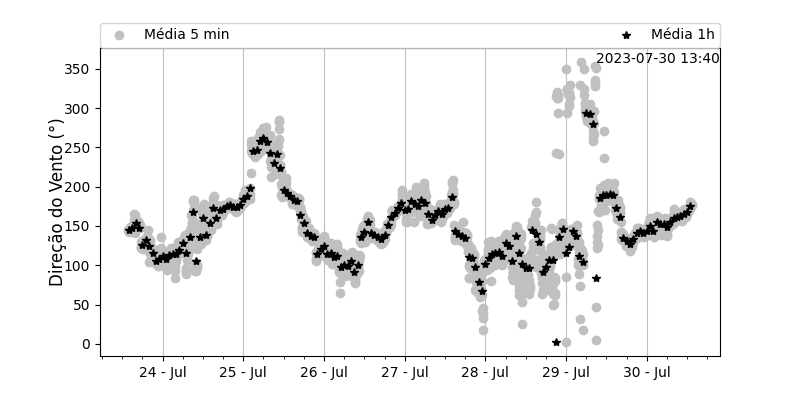 Média 5 min
Média 1h
2023-07-30 13:40
Direção do Vento (°)
350
300
250
200
150
100
50
0
24 - Jul
25 - Jul
26 - Jul
27 - Jul
28 - Jul
29 - Jul
30 - Jul